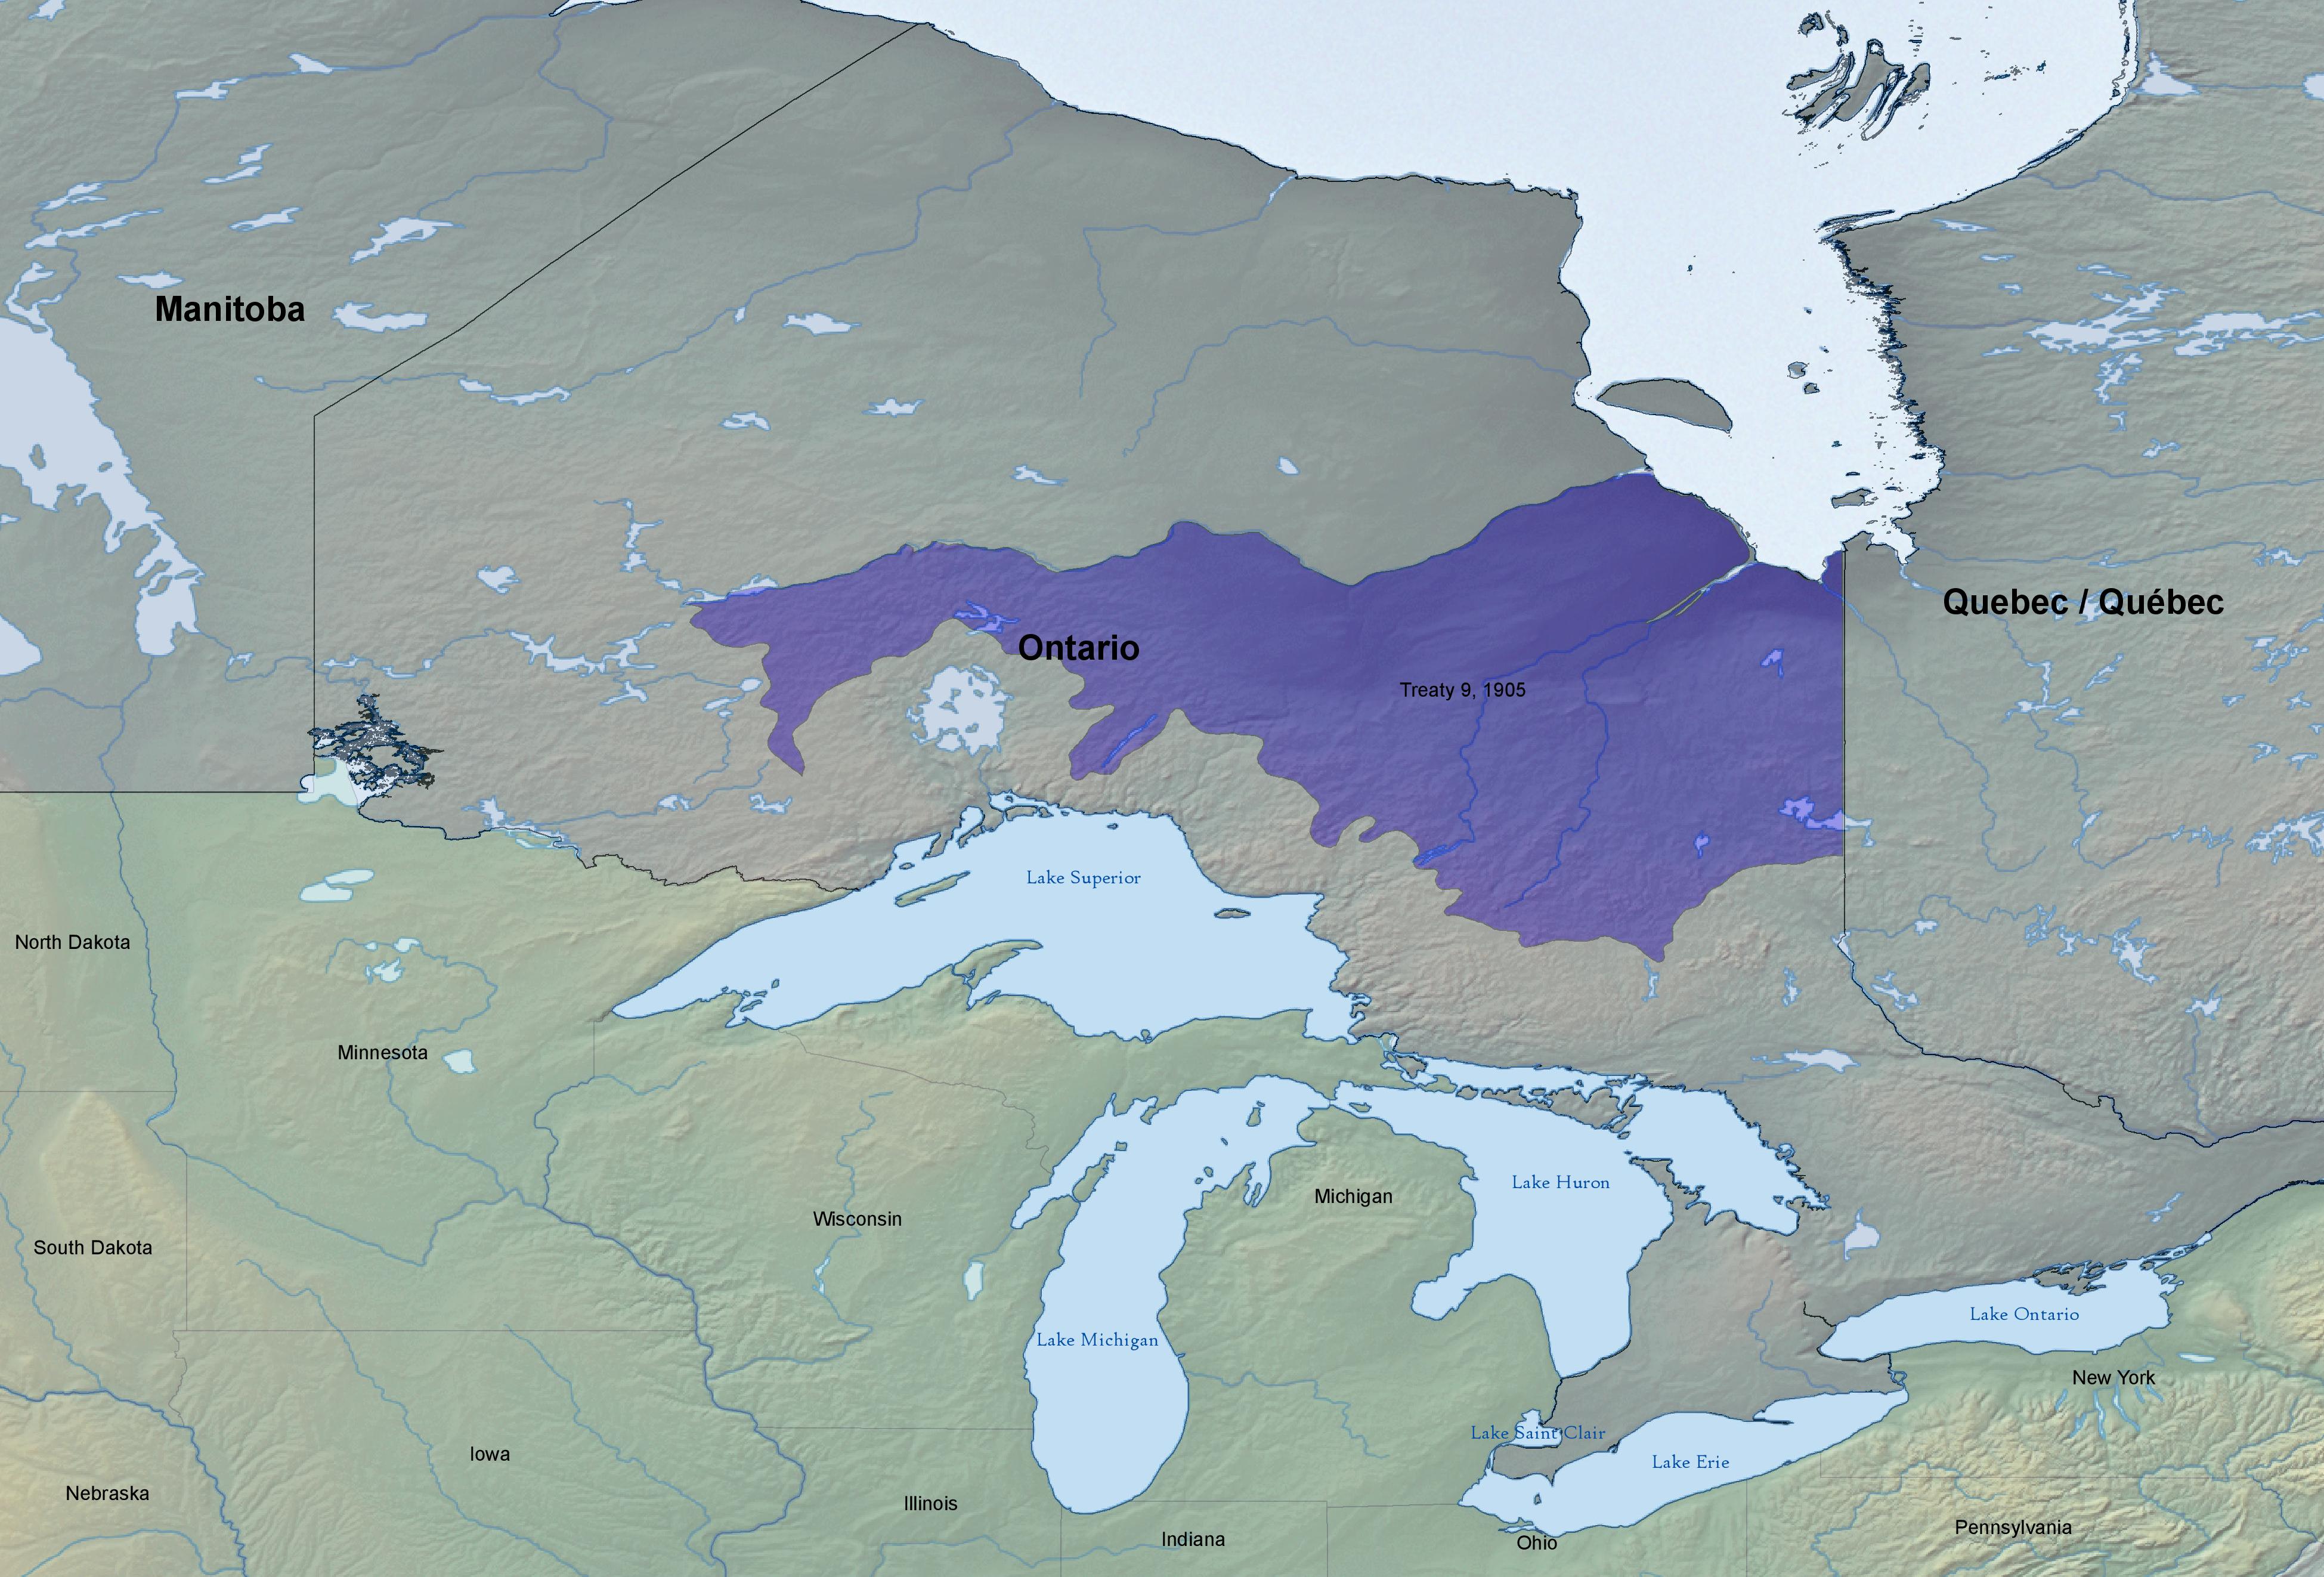 Manitoba
Quebec / Québec
Ontario
Treaty 9, 1905
Lake Superior
North Dakota
Minnesota
Lake Huron
Michigan
Wisconsin
South Dakota
Lake Ontario
Lake Michigan
New York
Lake Saint Clair
Iowa
Lake Erie
Nebraska
Illinois
Pennsylvania
Indiana
Ohio